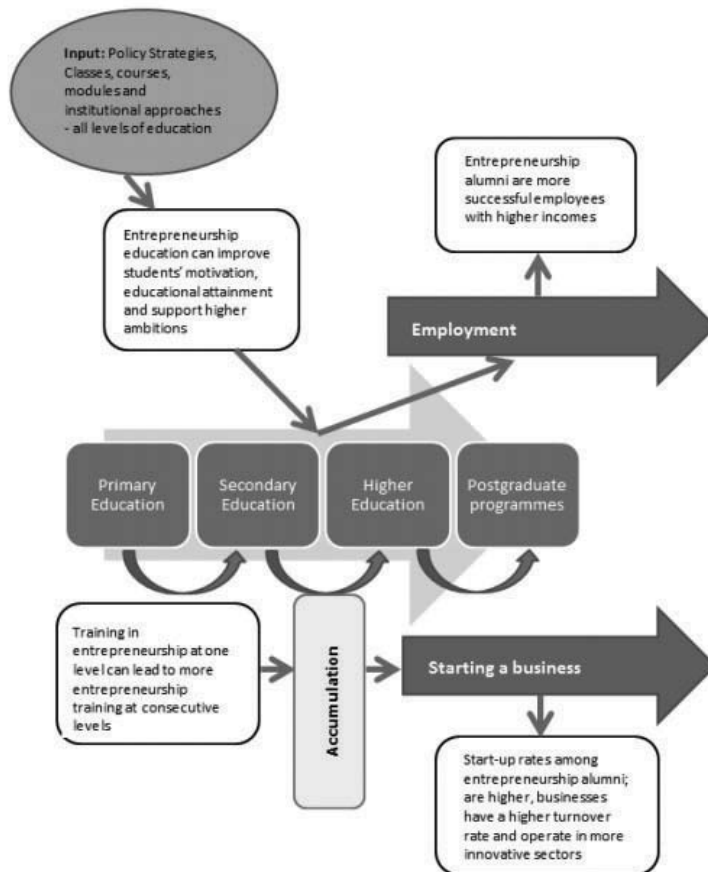 Input: Policy Strategies,
Classes, courses,
modules and
institutional approaches
- all levels of education
Entrepreneurship
alumni are more
successful employees
with higher incomes
Entrepreneurship
education can improve
students' motivation,
educational attainment
and support higher
ambitions
Employment
Primary
Education
Secondary
Education
Higher
Education
Postgraduate
programmes
Training in
entrepreneurship at one
level can lead to more
entrepreneurship
training at consecutive
levels
Accumulation
Starting a business
Start-up rates among
entrepreneurship alumni;
are higher, businesses
have a higher turnover
rate and operate in more
innovative sectors